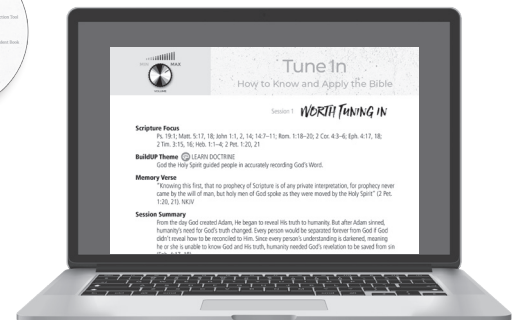 MIN
MAX
VOLUME
Tune In
How to Know and Apply the Bible
Session 1 WORTH TUNING IN
Scripture Focus
Ps. 19:1; Matt. 5:17, 18; John 1:1, 2, 14; 14:7–11; Rom. 1:18–20; 2 Cor. 4:3–6; Eph. 4:17, 18;
2 Tim. 3:15, 16; Heb. 1:1–4; 2 Pet. 1:20, 21
BuildUP Theme LEARN DOCTRINE
God the Holy Spirit guided people in accurately recording God's Word.
Memory Verse
"Knowing this first, that no prophecy of Scripture is of any private interpretation, for prophecy never
came by the will of man, but holy men of God spoke as they were moved by the Holy Spirit" (2 Pet.
1:20, 21). NKJV
Session Summary
From the day God created Adam, He began to reveal His truth to humanity. But after Adam sinned,
humanity's need for God's truth changed. Every person would be separated forever from God if God
didn't reveal how to be reconciled to Him. Since every person's understanding is darkened, meaning
he or she is unable to know God and His truth, humanity needed God's revelation to be saved from sin